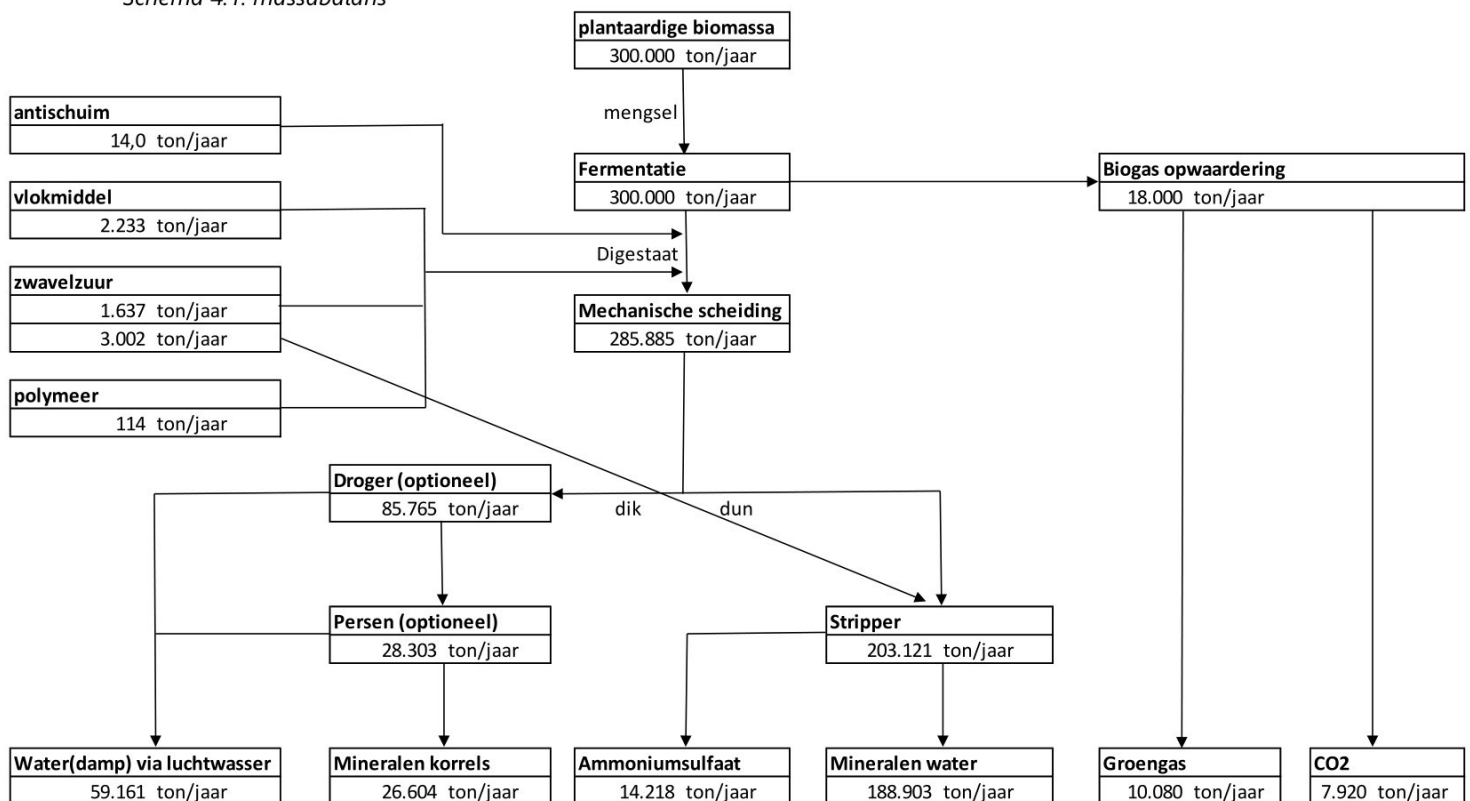 Schema 4.1: massabalans
plantaardige biomassa
300.000 ton/jaar
mengsel
antischuim
14,0 ton/jaar
Fermentatie
300.000 ton/jaar
Biogas opwaardering
18.000 ton/jaar
vlokmiddel
2.233 ton/jaar
Digestaat
zwavelzuur
1.637 ton/jaar
3.002 ton/jaar
Mechanische scheiding
285.885 ton/jaar
polymeer
114 ton/jaar
Droger (optioneel)
85.765 ton/jaar
dik
dun
Persen (optioneel)
28.303 ton/jaar
Stripper
203.121 ton/jaar
Water(damp) via luchtwasser
59.161 ton/jaar
Mineralen korrels
26.604 ton/jaar
Ammoniumsulfaat
14.218 ton/jaar
Mineralen water
188.903 ton/jaar
Groengas
10.080 ton/jaar
CO2
7.920 ton/jaar